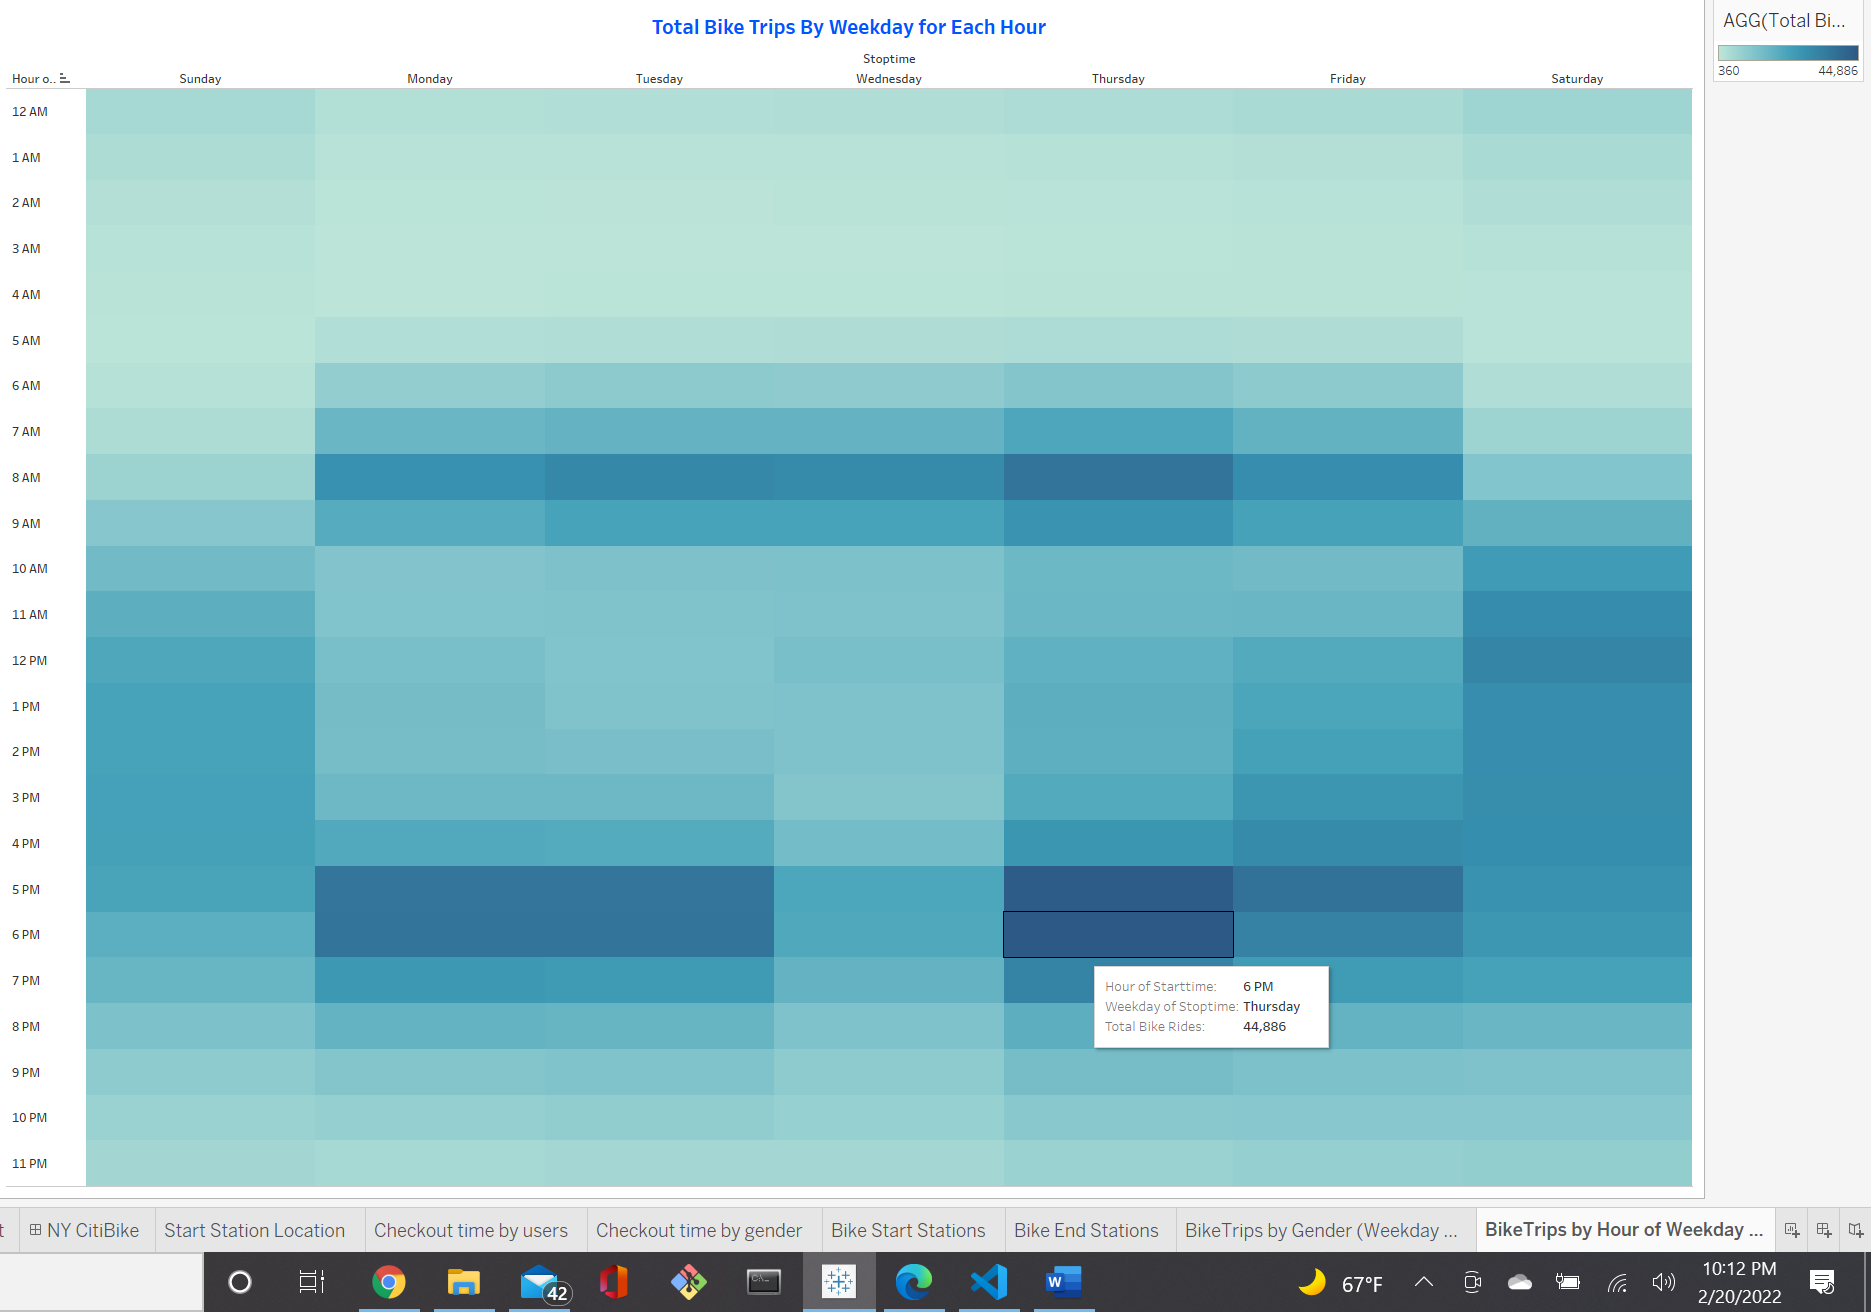 Total Bike Trips By Weekday for Each Hour
AGG(Total Bi...
360 44,886
Stoptime
Hour o.. Sunday Monday Tuesday Wednesday Thursday Friday Saturday
12 AM
1 AM
2 AM
3 AM
4 AM
5 AM
6 AM
7 AM
8 AM
9 AM
10 AM
11 AM
12 PM
1 PM
2 PM
3 PM
4 PM
5 PM
6 PM
7 PM
8 PM
9 PM
10 PM
11 PM
Hour of Starttime: 6 PM
Weekday of Stoptime: Thursday
Total Bike Rides: 44,886
t NY CitiBike Start Station Location Checkout time by users Checkout time by gender Bike Start Stations Bike End Stations BikeTrips by Gender (Weekday ... BikeTrips by Hour of Weekday ...
42 C:\_ W 67°F 10:12 PM
2/20/2022